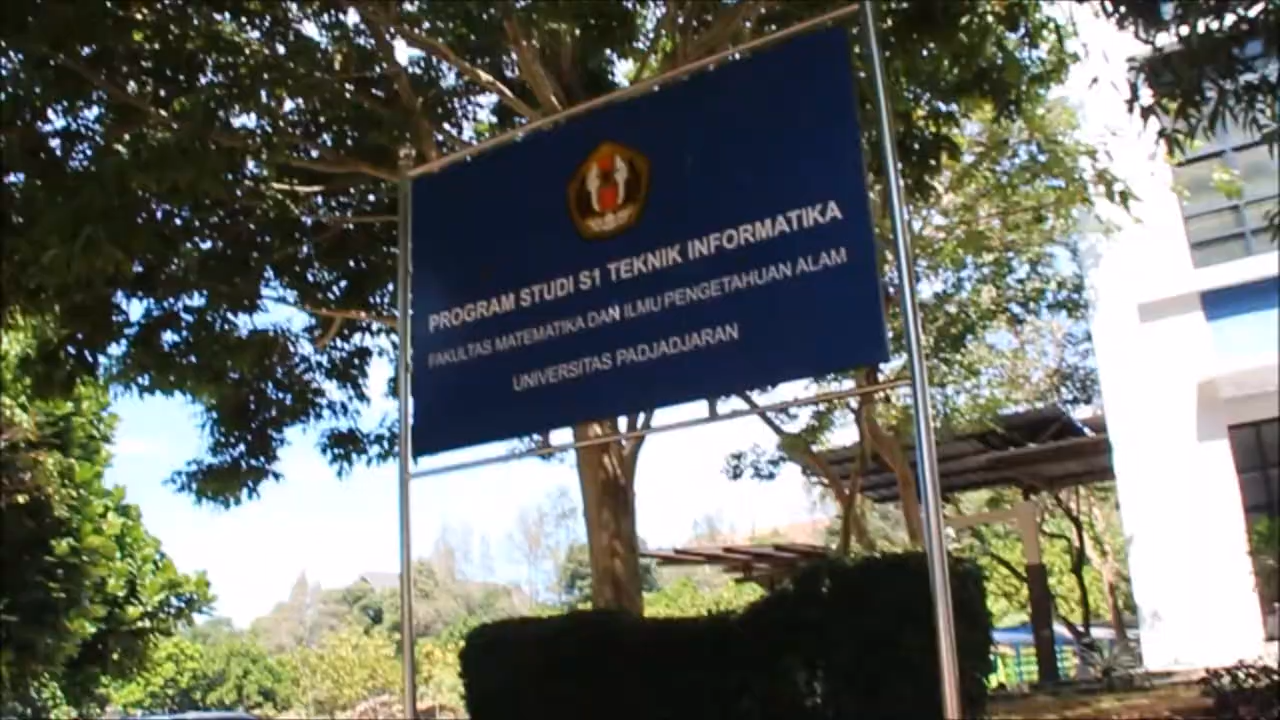 PROGRAM STUDI S1 TEKNIK INFORMATIKA
FAKULTAS MATEMATIKA DAN ILMU PENGETAHUAN ALAM
UNIVERSITAS PADJADJARAN